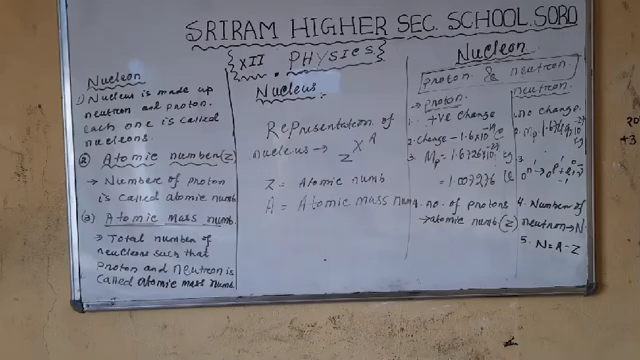 SRIRAM HIGHER SEC. SCHOOL. SORO
XII PHYSICS
Nucleon
1) Nucleus is made up
neutron and proton.
Each one is called
nucleons.
② Atomic number(z)
→ Number of proton
is called atomic numb.
(3) Atomic mass numb.
→ Total number of
nucleons such that
proton and neutron is
called atomic mass numb.
Nucleus:
Representation of
nucleus → zXA
Z = Atomic numb.
A = Atomic mass num
Nucleon
proton & neutron
→ proton.
1. +ve Charge
2. Charge - 1.6x10-19
3. Mp = 1.6726x10-27 kg
= 1.007276
no. of protons
→ atomic numb. (Z)
neutron.
no charge.
3.
4. Number of
neutron → N
5. N = A - Z